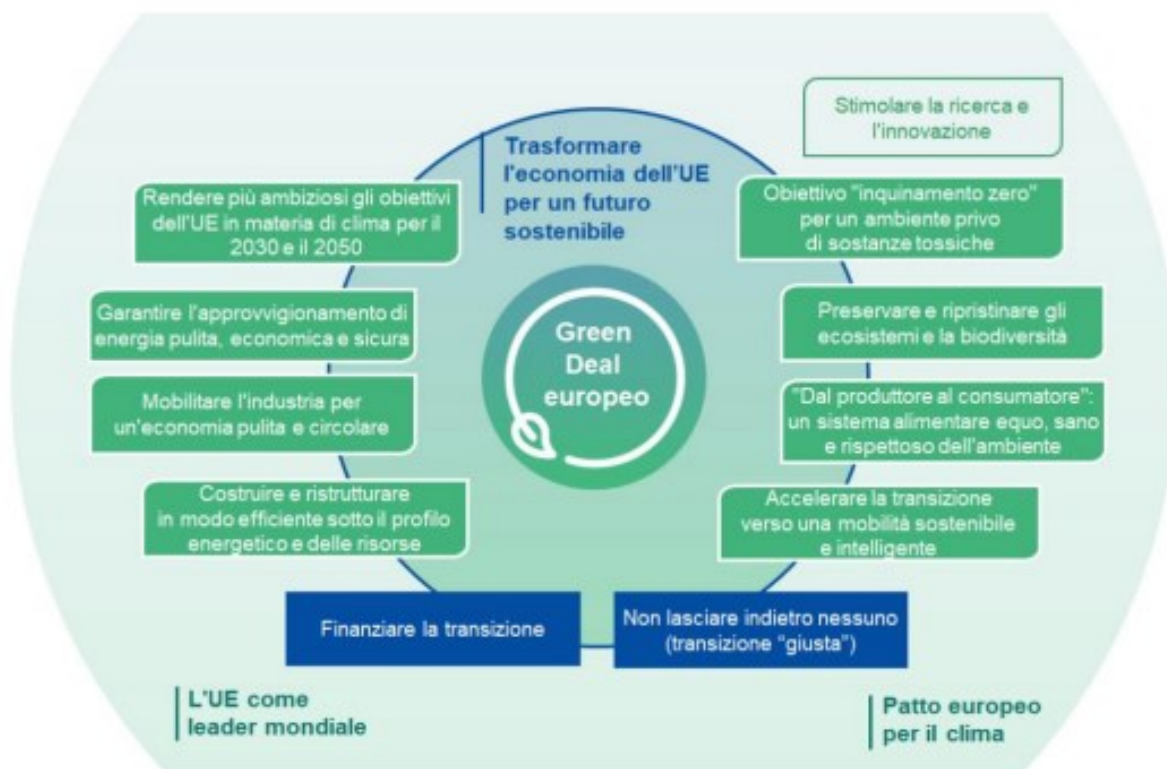 Stimolare la ricerca e
l'innovazione
Trasformare
l'economia dell'UE
per un futuro
sostenibile
Rendere più ambiziosi gli obiettivi
dell'UE in materia di clima per il
2030 e il 2050
Obiettivo "inquinamento zero"
per un ambiente privo
di sostanze tossiche
Garantire l'approvvigionamento di
energia pulita, economica e sicura
Preservare e ripristinare gli
ecosistemi e la biodiversità
Green
Deal
europeo
Mobilitare l'industria per
un'economia pulita e circolare
"Dal produttore al consumatore":
un sistema alimentare equo, sano
e rispettoso dell'ambiente
Costruire e ristrutturare
in modo efficiente sotto il profilo
energetico e delle risorse
Accelerare la transizione
verso una mobilità sostenibile
e intelligente
Finanziare la transizione
Non lasciare indietro nessuno
(transizione "giusta")
L'UE come
leader mondiale
Patto europeo
per il clima